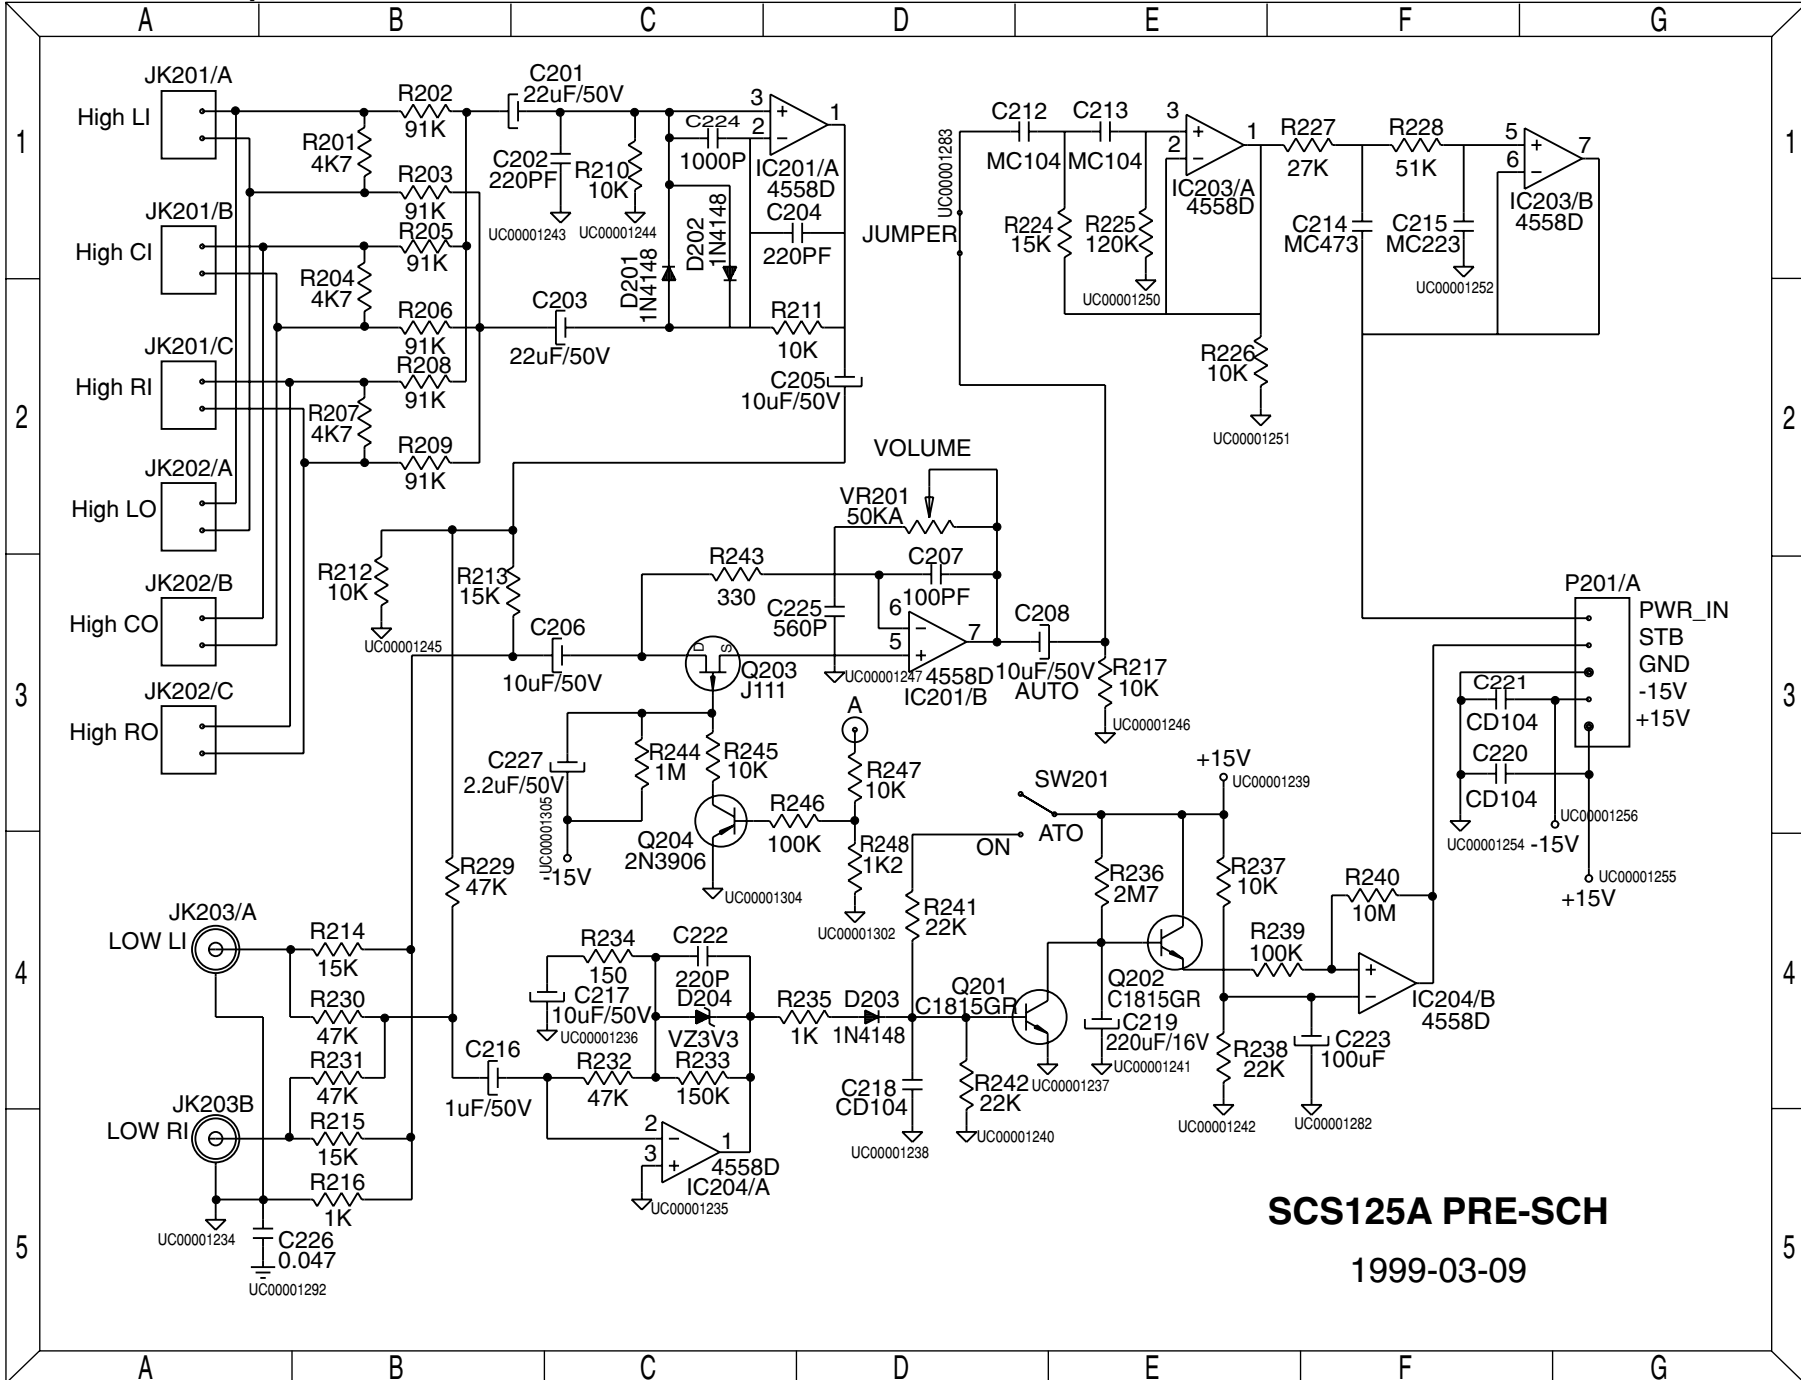 A B C D E F G
1
2
3
4
5
JK201/A
High LI
JK201/B
High CI
JK201/C
High RI
JK202/A
High LO
JK202/B
High CO
JK202/C
High RO
R202
91K
R201
4K7
R203
91K
R205
91K
R204
4K7
R206
91K
R208
91K
R207
4K7
R209
91K
C201
22uF/50V
C202
220PF
UC00001243
R210
10K
UC00001244
C224
1000P
3
2
1
IC201/A
4558D
C204
220PF
D201
1N4148
D202
1N4148
C203
22uF/50V
R211
10K
C205
10uF/50V
JUMPER
UC00001283
C212
MC104
C213
MC104
R224
15K
R225
120K
UC00001250
3
2
1
IC203/A
4558D
R226
10K
UC00001251
R227
27K
R228
51K
C214
MC473
C215
MC223
UC00001252
5
6
7
IC203/B
4558D
1
2
3
4
5
VOLUME
VR201
50KA
R212
10K
UC00001245
R213
15K
R243
330
C207
100PF
C225
560P
UC00001247
6
5
7
4558D
IC201/B
C208
10uF/50V
AUTO
R217
10K
UC00001246
C206
10uF/50V
D
S
Q203
J111
C227
2.2uF/50V
UC00001305
-15V
R244
1M
R245
10K
Q204
2N3906
UC00001304
R246
100K
A
R247
10K
R248
1K2
UC00001302
P201/A
PWR_IN
STB
GND
-15V
+15V
C221
CD104
C220
CD104
UC00001254
-15V
UC00001256
UC00001255
+15V
SW201
ATO
ON
+15V
UC00001239
R229
47K
JK203/A
LOW LI
R214
15K
R230
47K
R231
47K
JK203B
LOW RI
R215
15K
R216
1K
UC00001234
C226
0.047
UC00001292
C216
1uF/50V
R234
150
C217
10uF/50V
UC00001236
C222
220P
D204
VZ3V3
R232
47K
R233
150K
2
3
1
4558D
IC204/A
UC00001235
R235
1K
D203
1N4148
C218
CD104
UC00001238
R241
22K
R242
22K
UC00001240
Q201
C1815GR
UC00001237
R236
2M7
Q202
C1815GR
C219
220uF/16V
UC00001241
R237
10K
R238
22K
UC00001242
R239
100K
R240
10M
IC204/B
4558D
C223
100uF
UC00001282
SCS125A PRE-SCH
1999-03-09
A B C D E F G